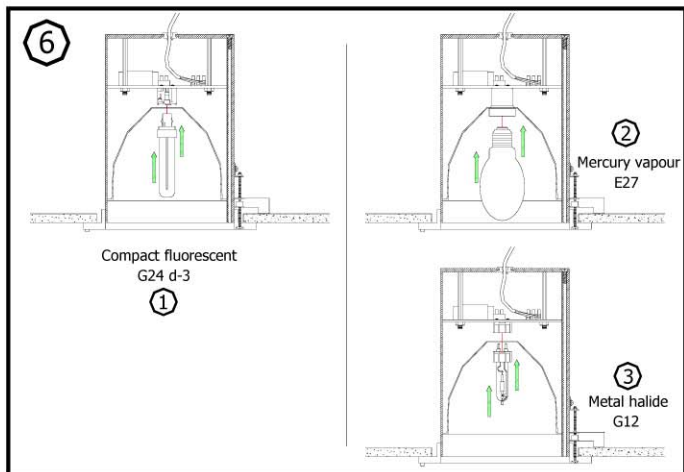 6
Compact fluorescent
G24 d-3
1
2
Mercury vapour
E27
3
Metal halide
G12